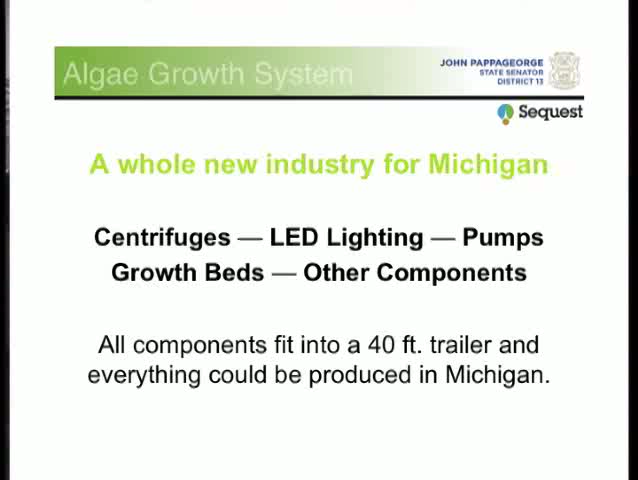 Algae Growth System
JOHN PAPPAGEORGE
STATE SENATOR
DISTRICT 13
Sequest
A whole new industry for Michigan
Centrifuges — LED Lighting — Pumps
Growth Beds — Other Components
All components fit into a 40 ft. trailer and
everything could be produced in Michigan.